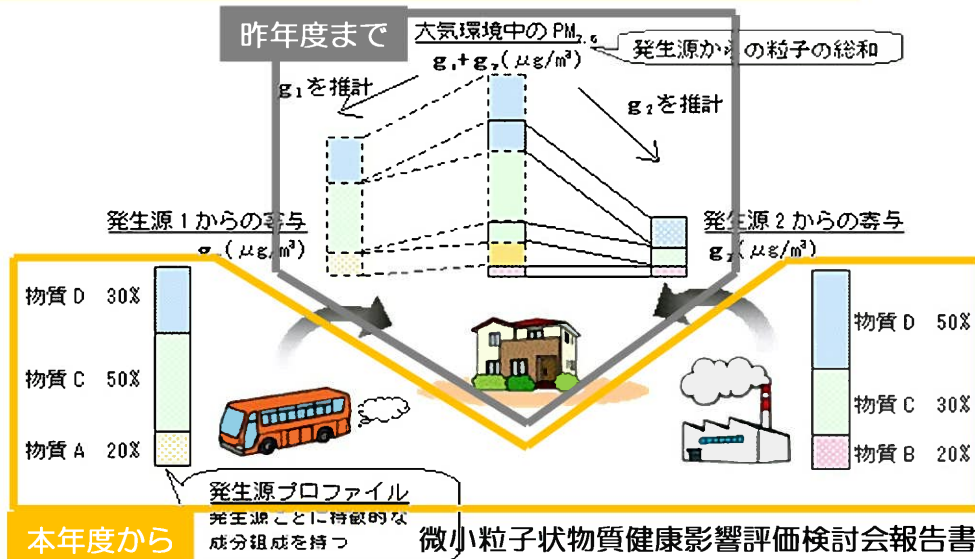 昨年度まで
大気環境中のPM₂.₅
g₁+g₂(μg/m³)
発生源からの粒子の総和
g₁を推計
g₂を推計
発生源1からの寄与
(μg/m³)
発生源2からの寄与
(μg/m³)
物質D 30%
物質C 50%
物質A 20%
物質D 50%
物質C 30%
物質B 20%
発生源プロファイル
発生源ごとに特徴的な
成分組成を持つ
本年度から
微小粒子状物質健康影響評価検討会報告書